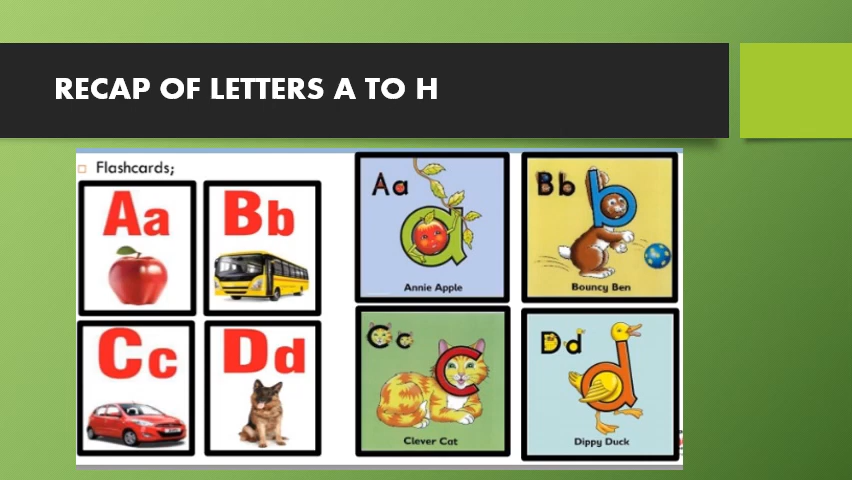 RECAP OF LETTERS A TO H
Flashcards;
Aa
Bb
Cc
Dd
Aa
Annie Apple
Bb
Bouncy Ben
Cc
Clever Cat
Dd
Dippy Duck